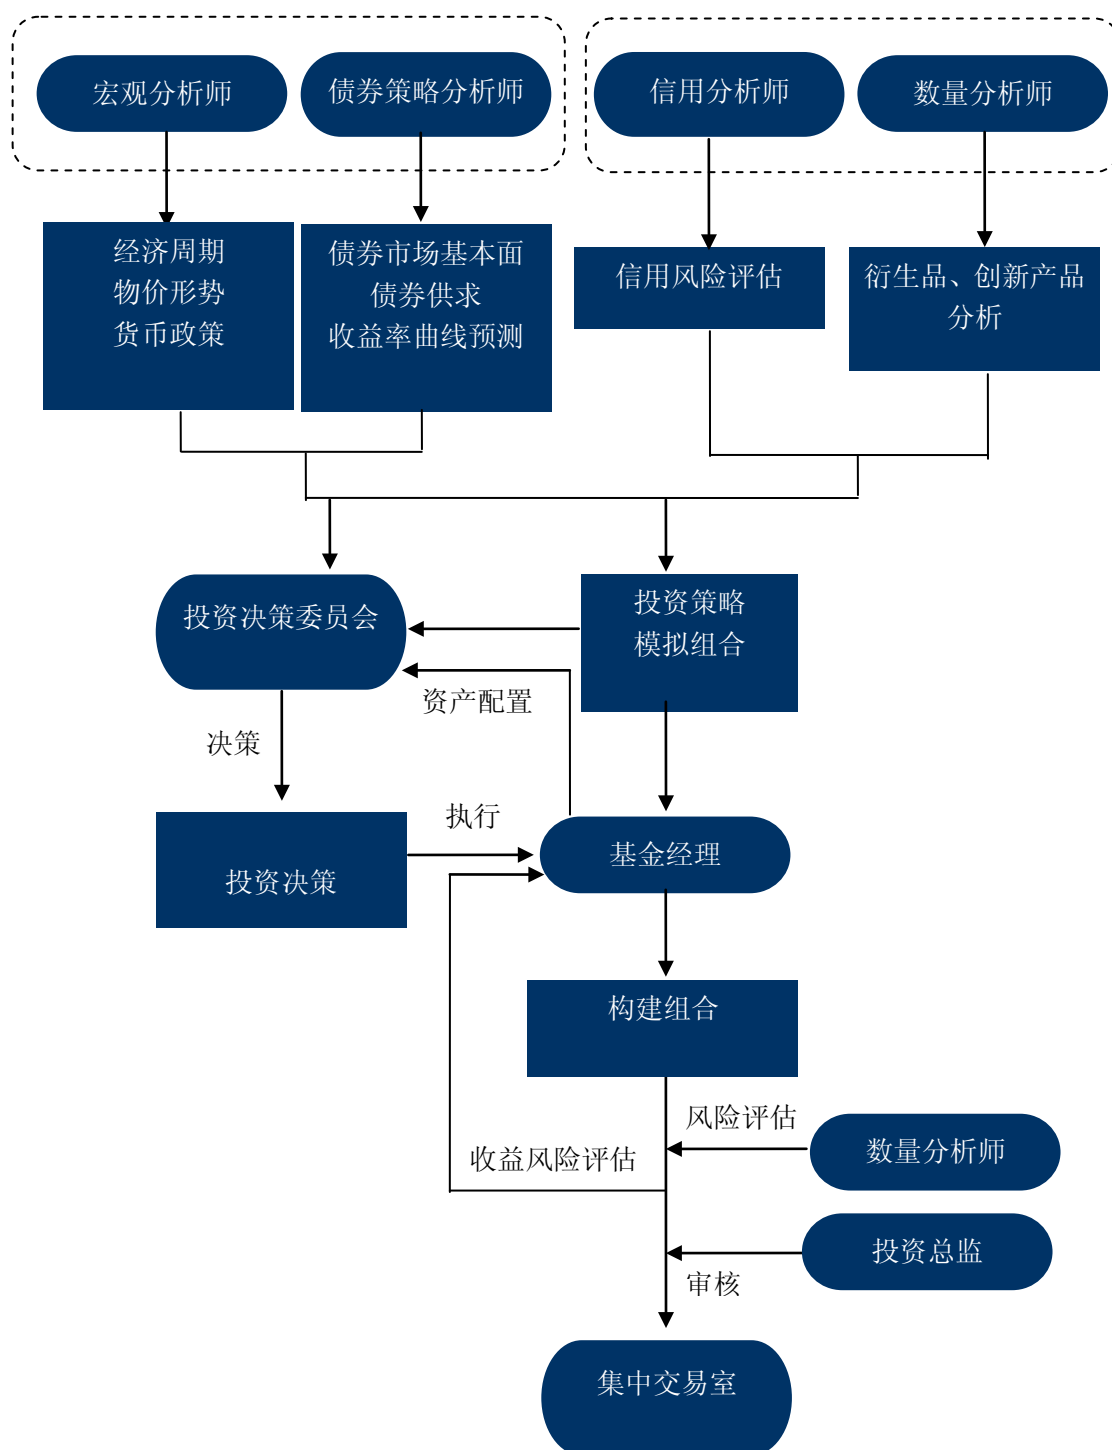 宏观分析师
债券策略分析师
信用分析师
数量分析师
经济周期
物价形势
货币政策
债券市场基本面
债券供求
收益率曲线预测
信用风险评估
衍生品、创新产品
分析
投资决策委员会
投资策略
模拟组合
资产配置
决策
执行
投资决策
基金经理
构建组合
风险评估
数量分析师
收益风险评估
投资总监
审核
集中交易室